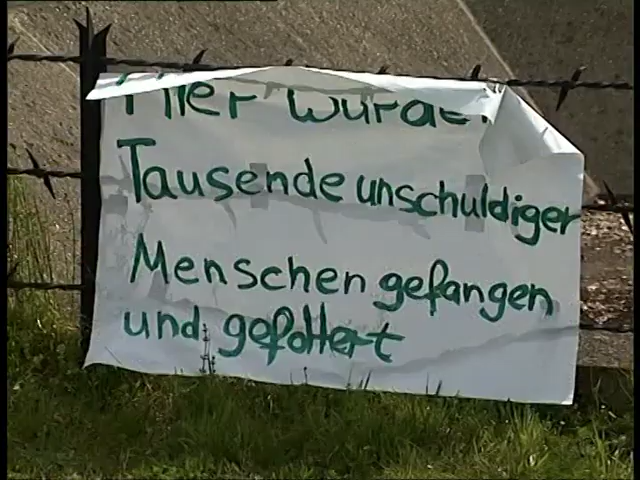 Hier wurde
Tausende unschuldiger
Menschen gefangen
und gefoltert